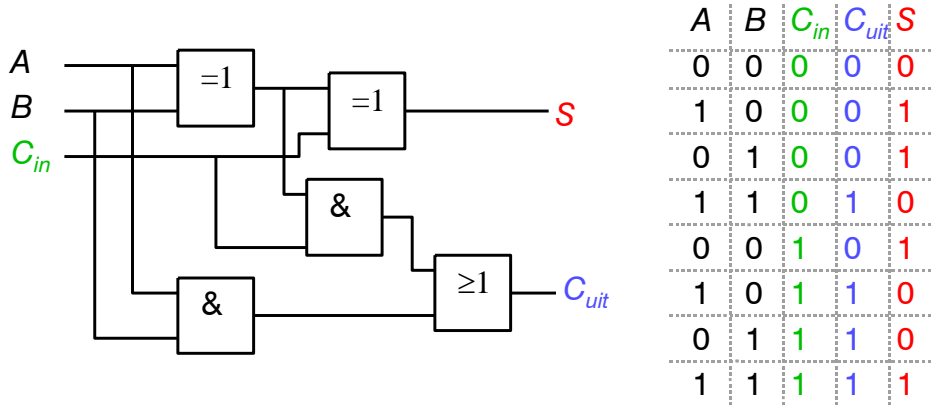 A
B
C_in
=1
=1
&
&
≥1
S
C_uit
A B C_in C_uit S
0 0 0 0 0
1 0 0 0 1
0 1 0 0 1
1 1 0 1 0
0 0 1 0 1
1 0 1 1 0
0 1 1 1 0
1 1 1 1 1